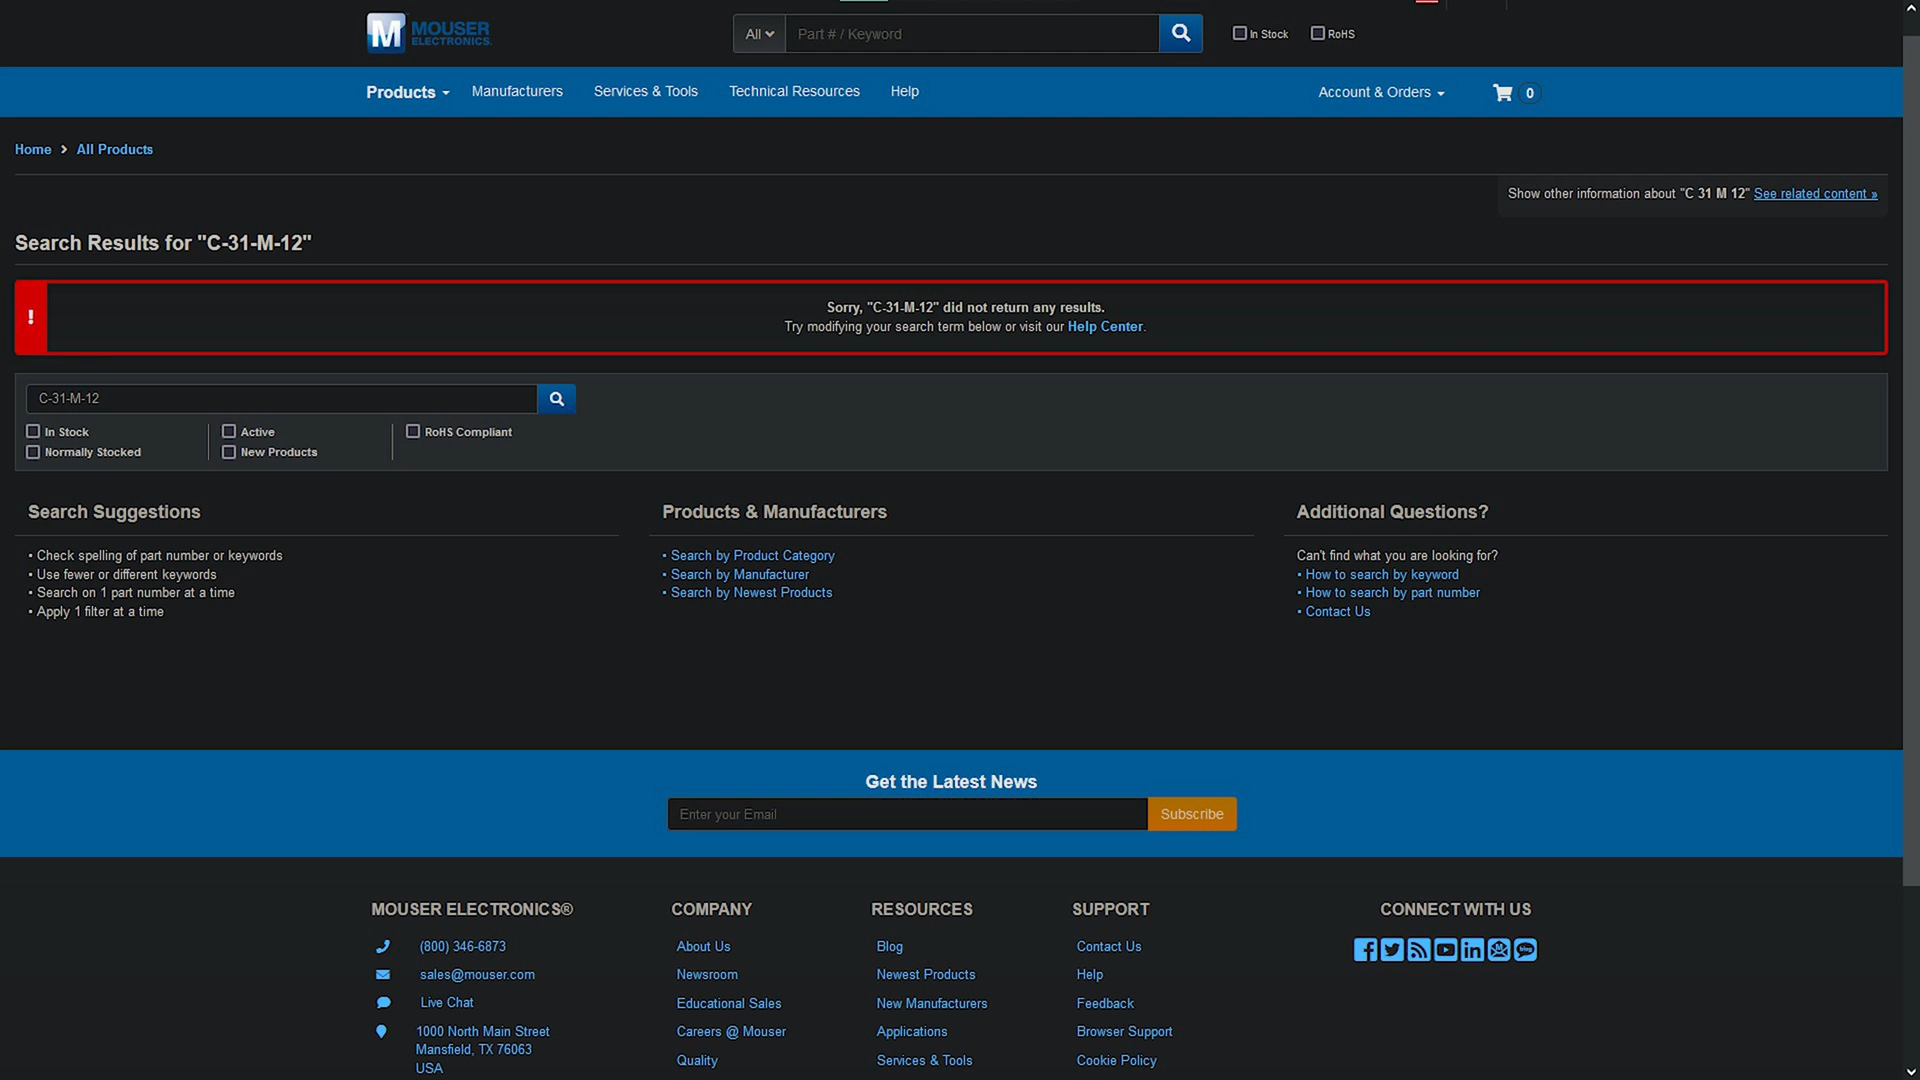 M MOUSER
ELECTRONICS.
All
Part # / Keyword
In Stock
RoHS
Products
Manufacturers
Services & Tools
Technical Resources
Help
Account & Orders
0
Home
All Products
Show other information about "C 31 M 12" See related content »
Search Results for "C-31-M-12"
!
Sorry, "C-31-M-12" did not return any results.
Try modifying your search term below or visit our Help Center.
C-31-M-12
In Stock
Active
RoHS Compliant
Normally Stocked
New Products
Search Suggestions
• Check spelling of part number or keywords
• Use fewer or different keywords
• Search on 1 part number at a time
• Apply 1 filter at a time
Products & Manufacturers
• Search by Product Category
• Search by Manufacturer
• Search by Newest Products
Additional Questions?
Can't find what you are looking for?
• How to search by keyword
• How to search by part number
• Contact Us
Get the Latest News
Enter your Email
Subscribe
MOUSER ELECTRONICS®
(800) 346-6873
sales@mouser.com
Live Chat
1000 North Main Street
Mansfield, TX 76063
USA
COMPANY
About Us
Newsroom
Educational Sales
Careers @ Mouser
Quality
RESOURCES
Blog
Newest Products
New Manufacturers
Applications
Services & Tools
SUPPORT
Contact Us
Help
Feedback
Browser Support
Cookie Policy
CONNECT WITH US